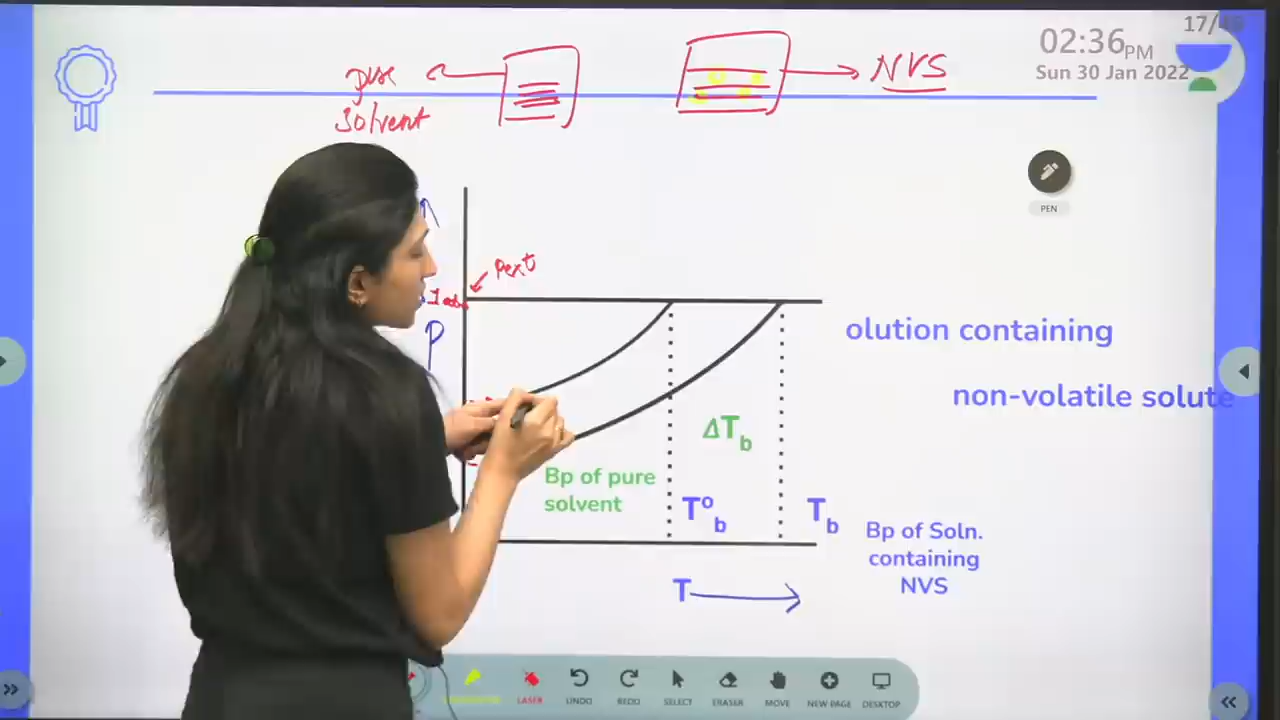 17/
02:36PM
Sun 30 Jan 2022
pure
solvent
NVS
PEN
Pext
P
olution containing
non-volatile solute
ΔTb
Bp of pure
solvent
T°b
Tb
Bp of Soln.
containing
NVS
T
LASER
UNDO
REDO
SELECT
ERASER
MOVE
NEW PAGE
DESKTOP